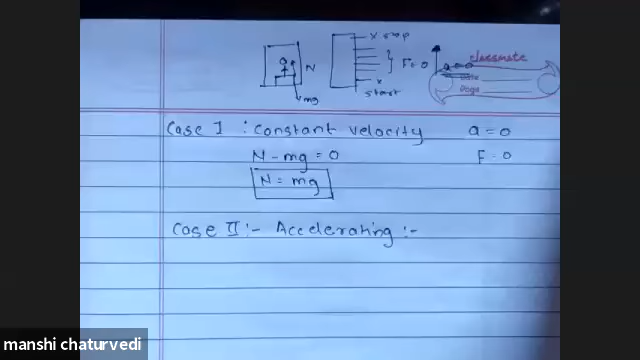 x stop
N
F = 0
mg
x
start
classmate
Date
Page
Case I : constant velocity a = 0
N - mg = 0 F = 0
N = mg
Case II :- Accelerating :-
manshi chaturvedi